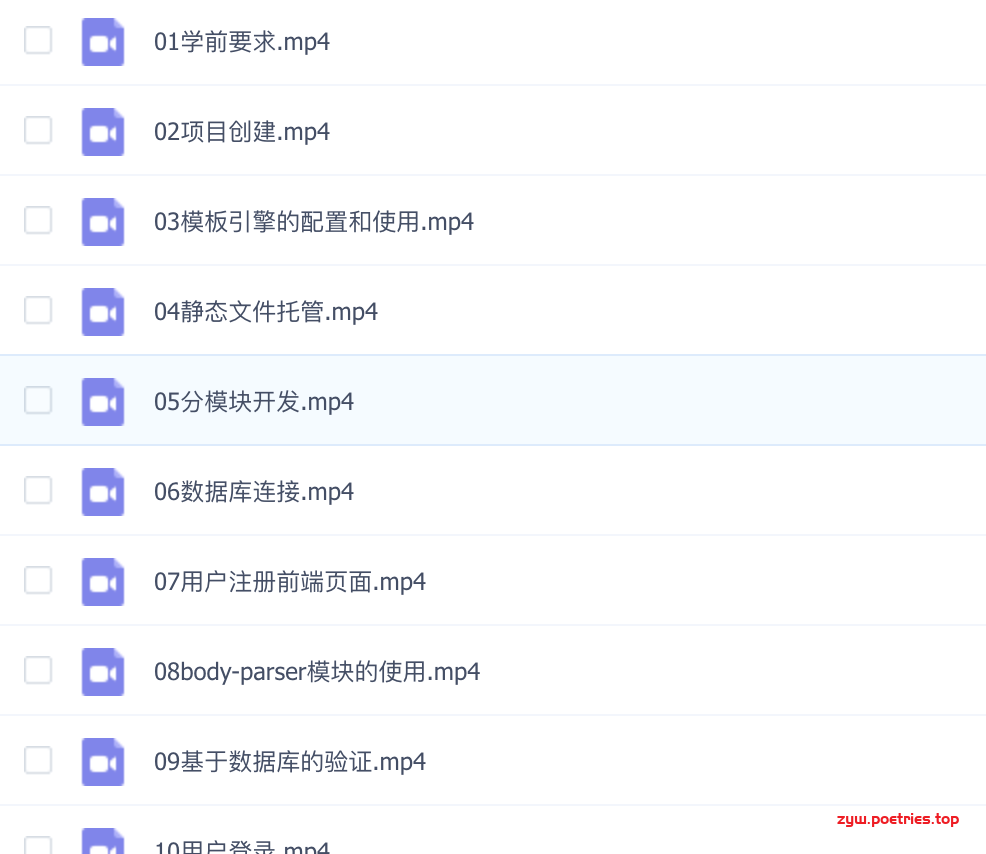 01学前要求.mp4
02项目创建.mp4
03模板引擎的配置和使用.mp4
04静态文件托管.mp4
05分模块开发.mp4
06数据库连接.mp4
07用户注册前端页面.mp4
08body-parser模块的使用.mp4
09基于数据库的验证.mp4
zyw.poetries.top
10用户登录.mp4